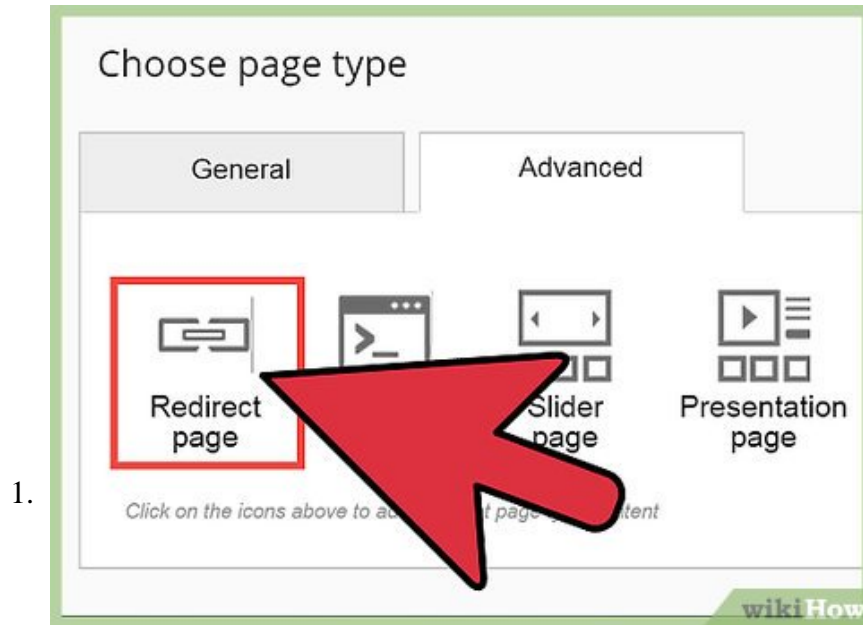 Choose page type
General
Advanced
Redirect
page
Slider
page
Presentation
page
1.
Click on the icons above to page
wikiHow